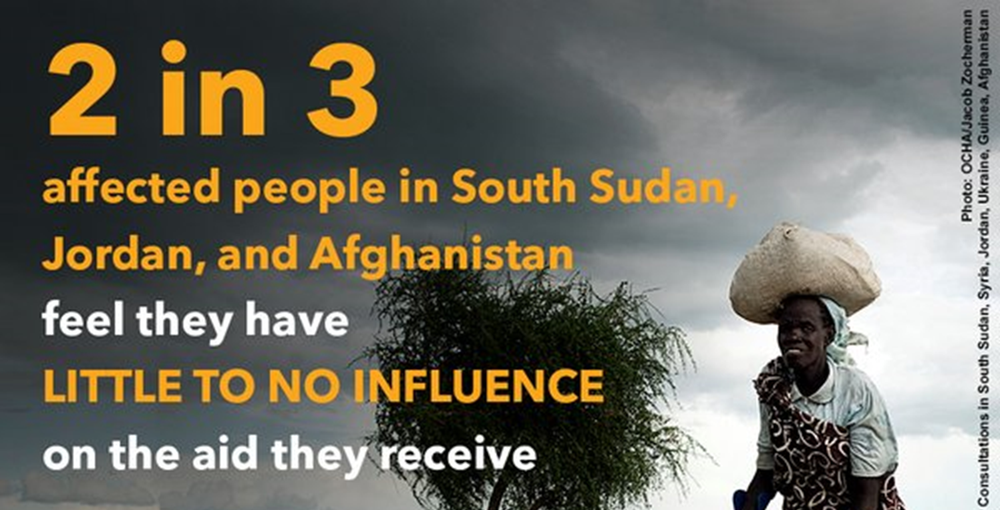 2 in 3
affected people in South Sudan,
Jordan, and Afghanistan
feel they have
LITTLE TO NO INFLUENCE
on the aid they receive
Photo: OCHA/Jacob Zocherman
Consultations in South Sudan, Syria, Jordan, Ukraine, Guinea, Afghanistan